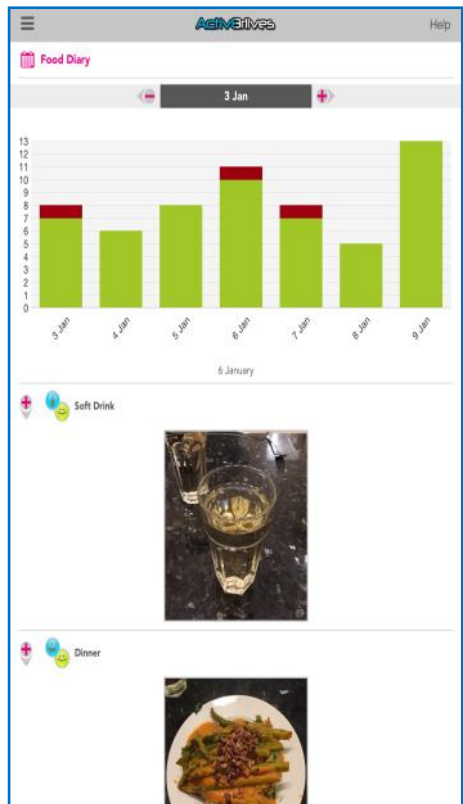 Activ8rlives Help
Food Diary
3 Jan
13
12
11
10
9
8
7
6
5
4
3
2
1
0
3 Jan 4 Jan 5 Jan 6 Jan 7 Jan 8 Jan 9 Jan
6 January
Soft Drink
Dinner